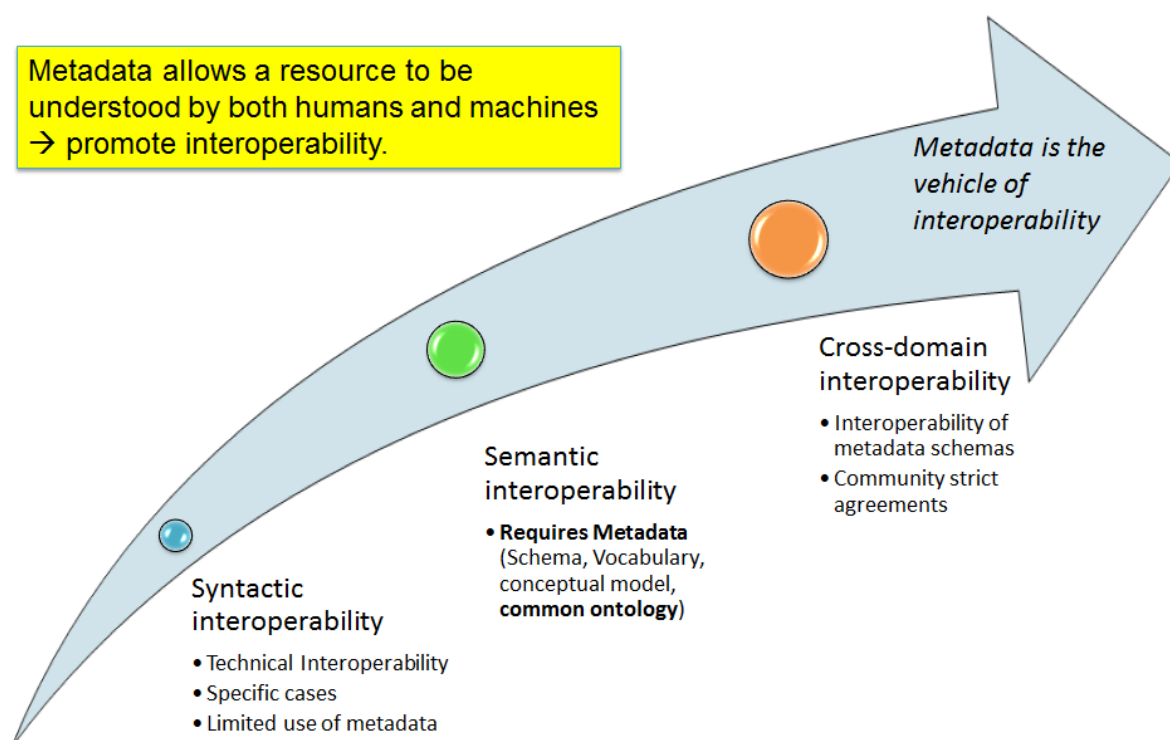 Metadata allows a resource to be
understood by both humans and machines
→ promote interoperability.
Metadata is the
vehicle of
interoperability
Cross-domain
interoperability
• Interoperability of
metadata schemas
• Community strict
agreements
Semantic
interoperability
• Requires Metadata
(Schema, Vocabulary,
conceptual model,
common ontology)
Syntactic
interoperability
• Technical Interoperability
• Specific cases
• Limited use of metadata